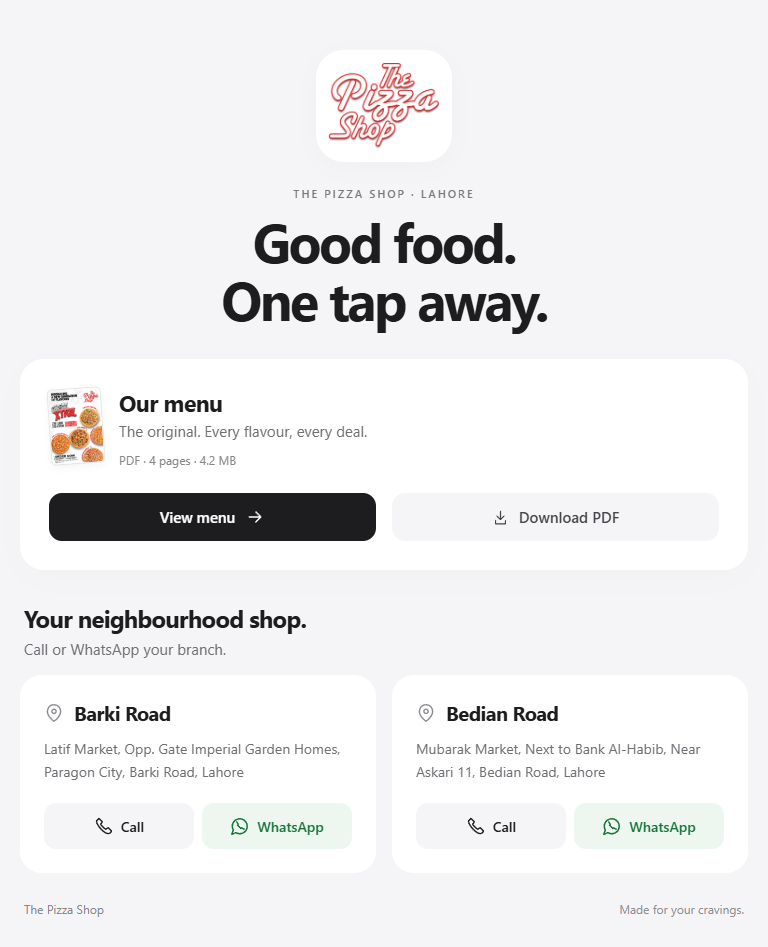 The
Pizza
Shop
THE PIZZA SHOP · LAHORE
Good food.
One tap away.
Our menu
The original. Every flavour, every deal.
PDF · 4 pages · 4.2 MB
View menu
Download PDF
Your neighbourhood shop.
Call or WhatsApp your branch.
Barki Road
Latif Market, Opp. Gate Imperial Garden Homes,
Paragon City, Barki Road, Lahore
Call
WhatsApp
Bedian Road
Mubarak Market, Next to Bank Al-Habib, Near
Askari 11, Bedian Road, Lahore
Call
WhatsApp
The Pizza Shop
Made for your cravings.